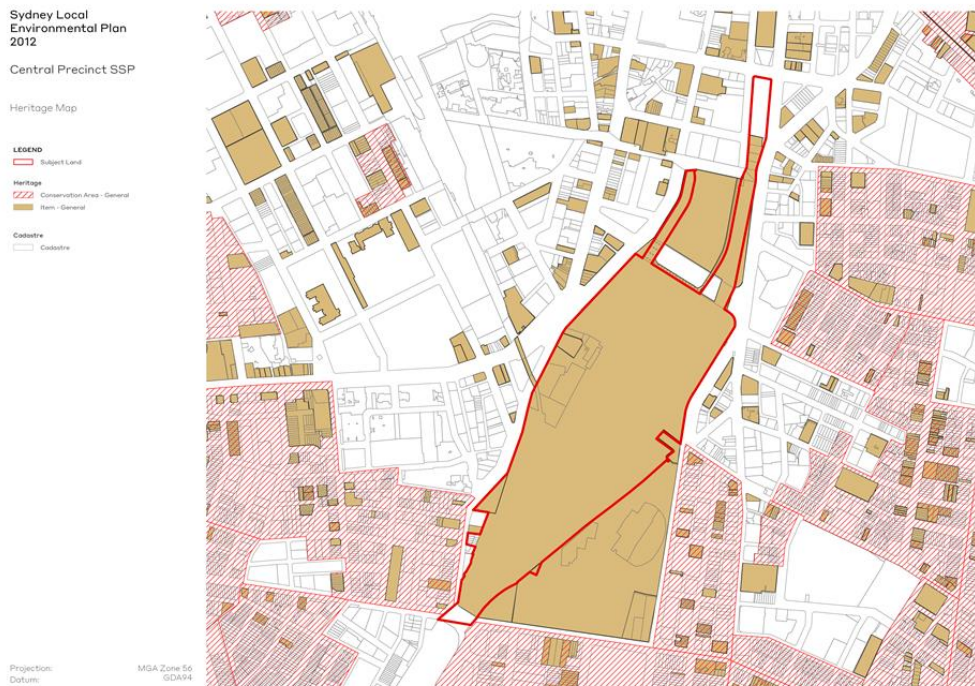 Sydney Local
Environmental Plan
2012
Central Precinct SSP
Heritage Map
LEGEND
Subject Land
Heritage
Conservation Area - General
Item - General
Cadastre
Cadastre
Projection: MGA Zone 56
Datum: GDA94